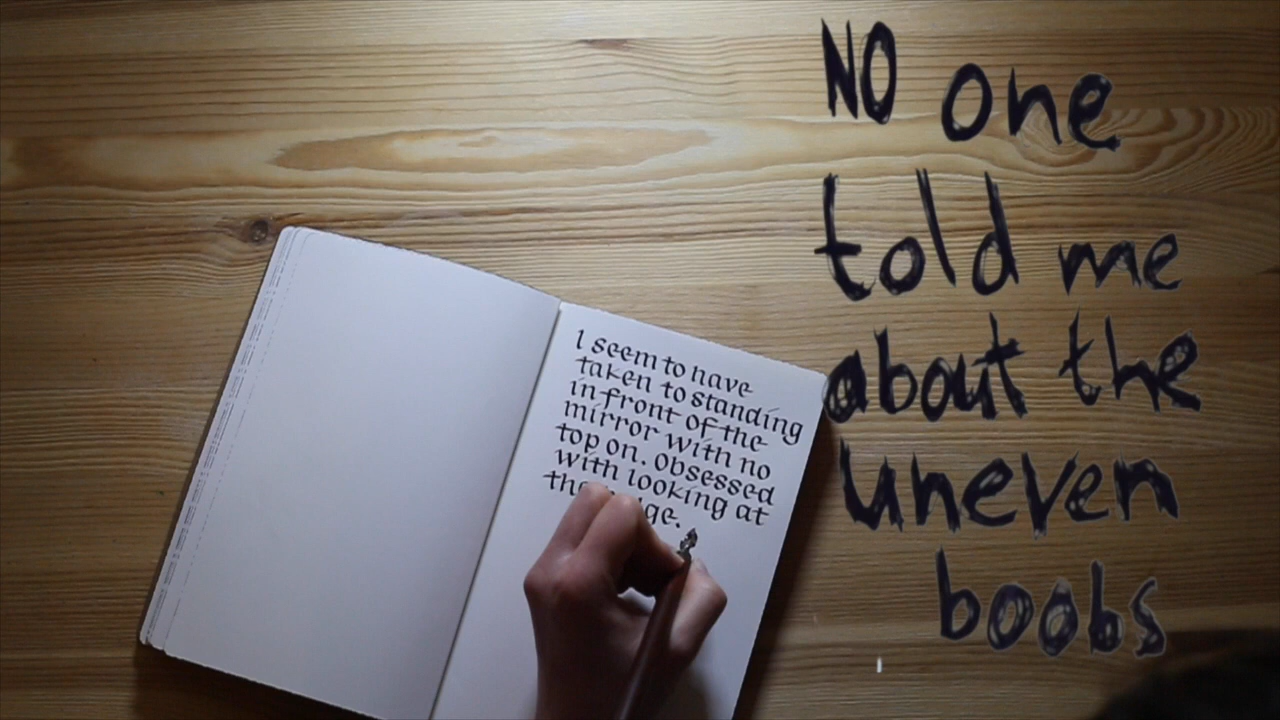 I seem to have
taken to standing
in front of the
mirror with no
top on. Obsessed
with looking at
NO one
told me
about the
uneven
boobs